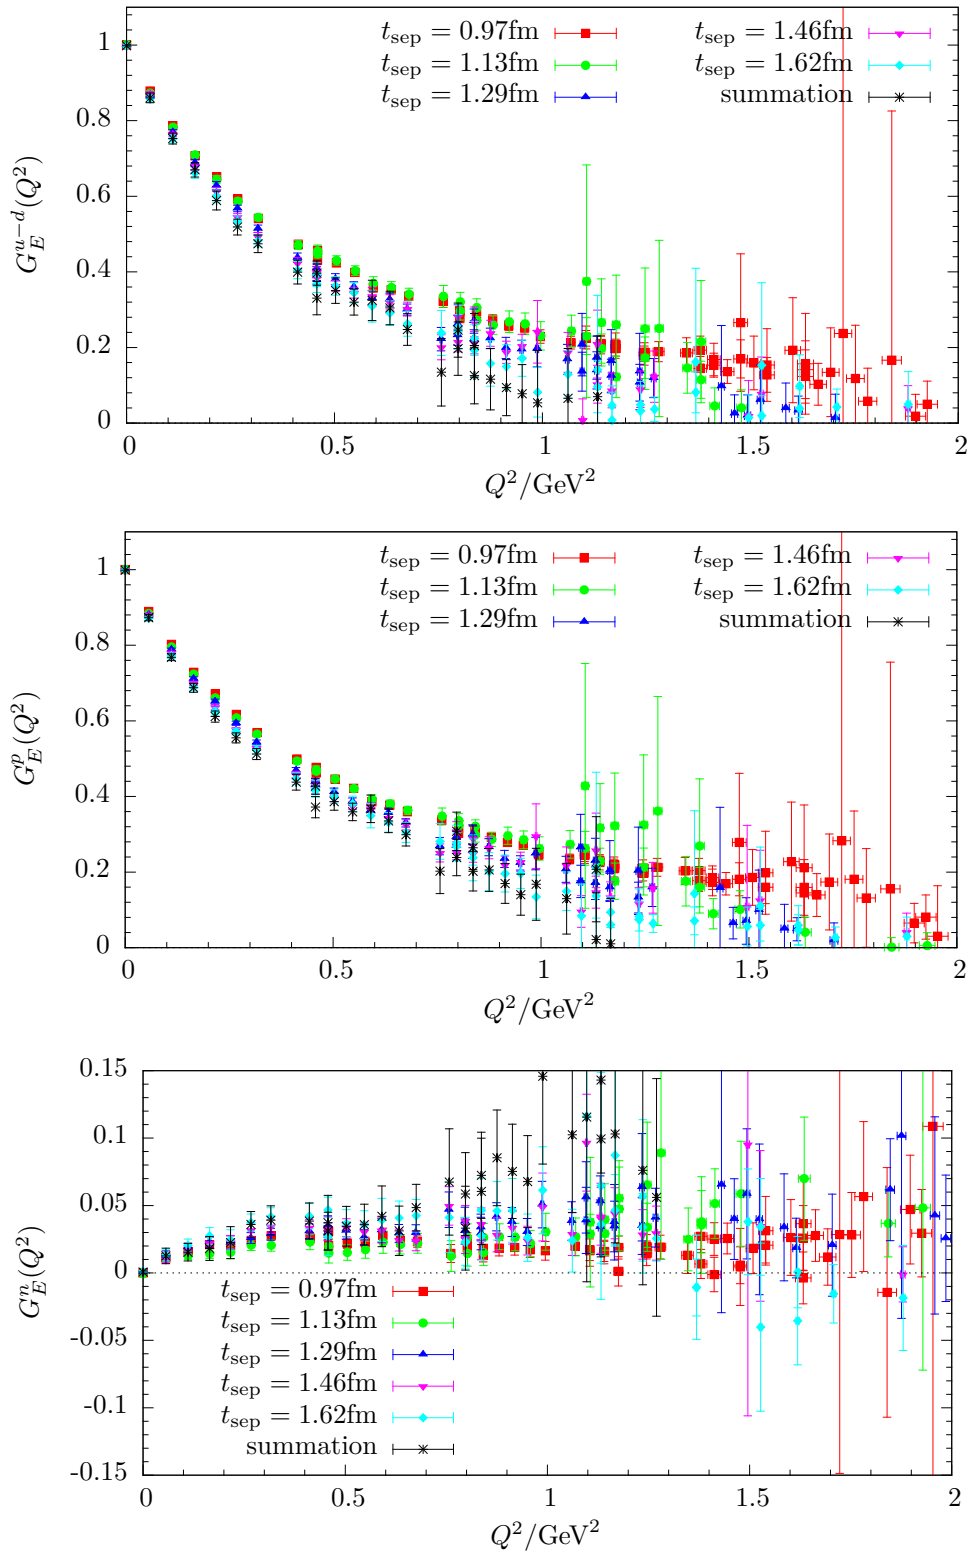 1
0.8
0.6
0.4
0.2
0
G_E^{u−d}(Q^2)
t_sep = 0.97fm
t_sep = 1.13fm
t_sep = 1.29fm
t_sep = 1.46fm
t_sep = 1.62fm
summation
0 0.5 1 1.5 2
Q^2/GeV^2
1
0.8
0.6
0.4
0.2
0
G_E^p(Q^2)
t_sep = 0.97fm
t_sep = 1.13fm
t_sep = 1.29fm
t_sep = 1.46fm
t_sep = 1.62fm
summation
0 0.5 1 1.5 2
Q^2/GeV^2
0.15
0.1
0.05
0
-0.05
-0.1
-0.15
G_E^n(Q^2)
t_sep = 0.97fm
t_sep = 1.13fm
t_sep = 1.29fm
t_sep = 1.46fm
t_sep = 1.62fm
summation
0 0.5 1 1.5 2
Q^2/GeV^2